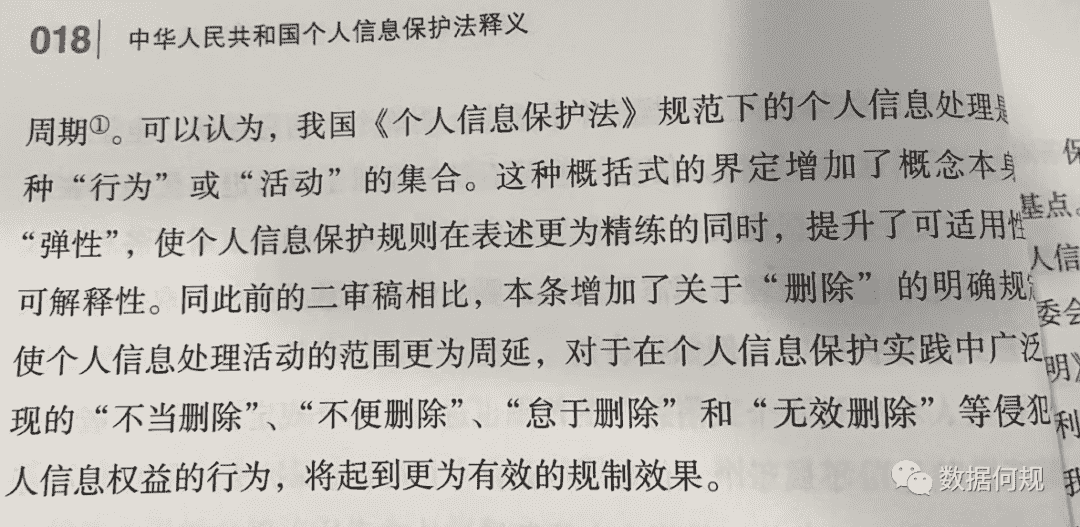 018 中华人民共和国个人信息保护法释义
周期①。可以认为，我国《个人信息保护法》规范下的个人信息处理是
种“行为”或“活动”的集合。这种概括式的界定增加了概念本身
“弹性”，使个人信息保护规则在表述更为精练的同时，提升了可适用性
可解释性。同此前的二审稿相比，本条增加了关于“删除”的明确规
使个人信息处理活动的范围更为周延，对于在个人信息保护实践中广泛
现的“不当删除”、“不便删除”、“怠于删除”和“无效删除”等侵犯
人信息权益的行为，将起到更为有效的规制效果。
保
基点。
人信
委会
明》
利
我
数据何规